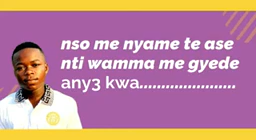 nso me nyame te ase
nti wamma me gyede
any3 kwa......................